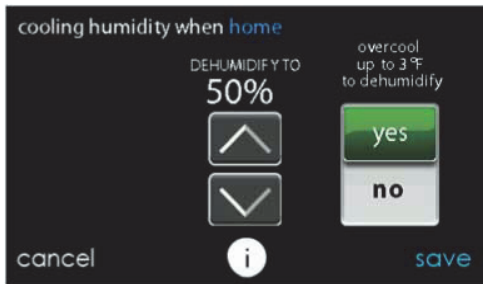 cooling humidity when home
DEHUMIDIFY TO
50%
overcool
up to 3°F
to dehumidify
yes
no
cancel
i
save